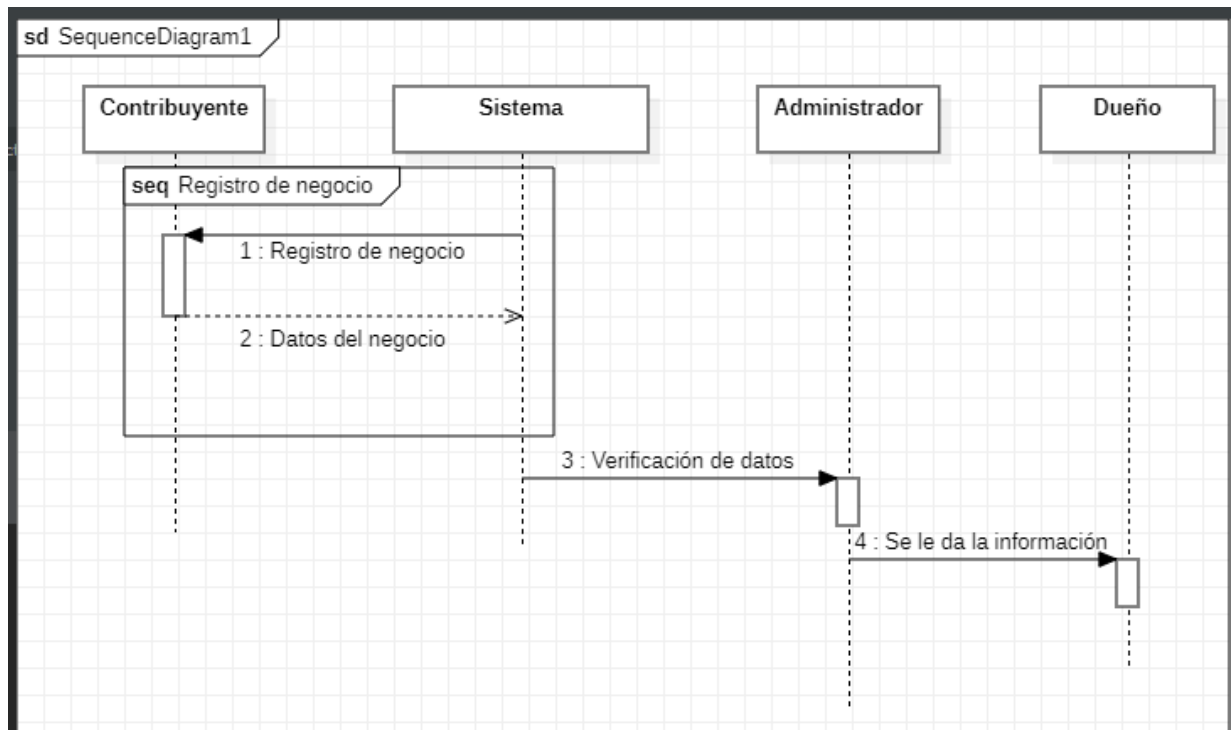 sd SequenceDiagram1
Contribuyente
Sistema
Administrador
Dueño
seq Registro de negocio
1 : Registro de negocio
2 : Datos del negocio
3 : Verificación de datos
4 : Se le da la información